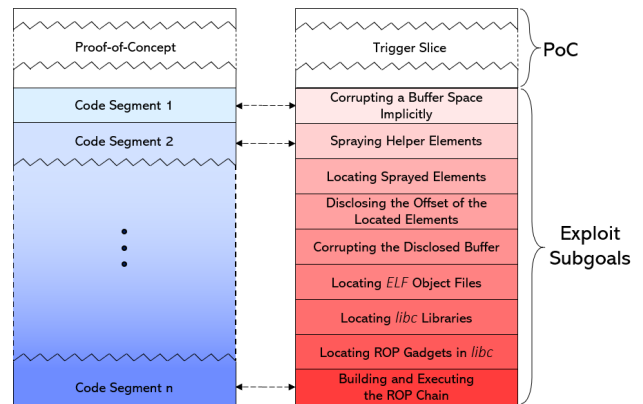 Proof-of-Concept
Trigger Slice
PoC
Code Segment 1
Corrupting a Buffer Space
Implicitly
Code Segment 2
Spraying Helper Elements
Locating Sprayed Elements
Disclosing the Offset of the
Located Elements
Corrupting the Disclosed Buffer
Exploit
Subgoals
Locating ELF Object Files
Locating libc Libraries
Locating ROP Gadgets in libc
Code Segment n
Building and Executing
the ROP Chain